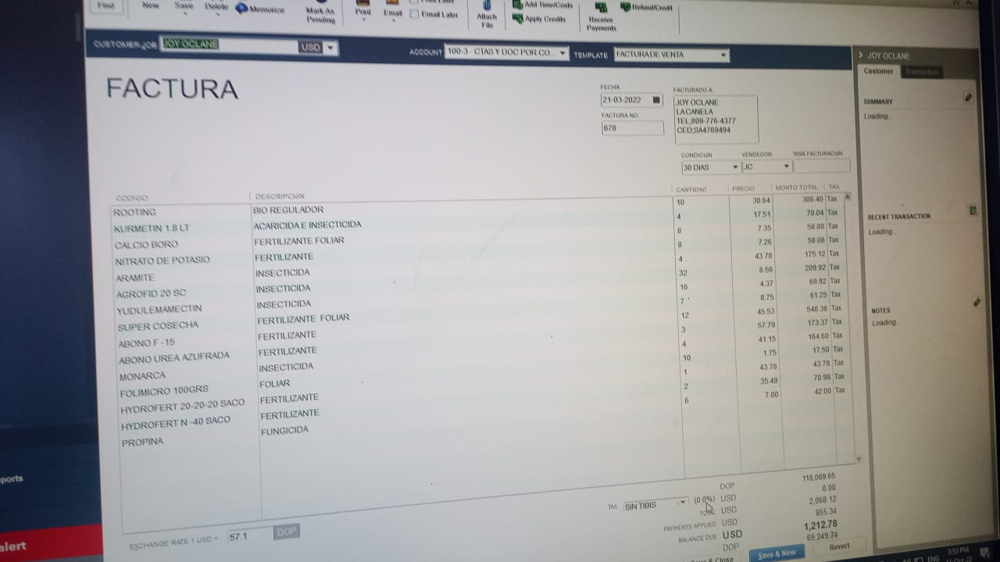 Find New Save Delete Memorize Mark As Pending Print Email Email Later Attach File Add Time/Costs Apply Credits Receive Payments Refund/Credit
CUSTOMER:JOB JOY OCLANE USD ACCOUNT 100-3 · CTAS Y DOC POR CO... TEMPLATE FACTURA DE VENTA
JOY OCLANE
Customer Transaction
FACTURA
FECHA
21-03-2022
FACTURA NO.
678
FACTURADO A:
JOY OCLANE
LA CANELA
TEL;809-776-4377
CED;SA4769494
CONDICIóN VENDEDOR TASA FACTURACIóN
30 DIAS JC
CODIGO DESCRIPCIóN CANTIDAD PRECIO MONTO TOTAL TAX
ROOTING BIO REGULADOR 10 30.64 306.40 Tax
KURMETIN 1.8 LT ACARICIDA E INSECTICIDA 4 17.51 70.04 Tax
CALCIO BORO FERTILIZANTE FOLIAR 8 7.35 58.80 Tax
NITRATO DE POTASIO FERTILIZANTE 8 7.26 58.08 Tax
ARAMITE INSECTICIDA 4 43.78 175.12 Tax
AGROFID 20 SC INSECTICIDA 32 6.56 209.92 Tax
YUDULEMAMECTIN INSECTICIDA 16 4.37 69.92 Tax
SUPER COSECHA FERTILIZANTE FOLIAR 7 8.75 61.25 Tax
ABONO F -15 FERTILIZANTE 12 45.53 546.36 Tax
ABONO UREA AZUFRADA FERTILIZANTE 3 57.79 173.37 Tax
MONARCA INSECTICIDA 4 41.15 164.60 Tax
FOLIMICRO 100GRS FOLIAR 10 1.75 17.50 Tax
HYDROFERT 20-20-20 SACO FERTILIZANTE 1 43.78 43.78 Tax
HYDROFERT N -40 SACO FERTILIZANTE 2 35.49 70.98 Tax
PROPINA FUNGICIDA 6 7.00 42.00 Tax
SUMMARY
Loading...
RECENT TRANSACTION
Loading...
NOTES
Loading...
DOP 118,089.65
TAX SIN TIBIS (0.0%) USD 0.00
TOTAL USD 2,068.12
PAYMENTS APPLIED USD 855.34
BALANCE DUE USD 1,212.78
DOP 69,249.74
EXCHANGE RATE 1 USD = 57.1 DOP
& Close Save & New Revert
ports
alert
ENG 3:53 PM